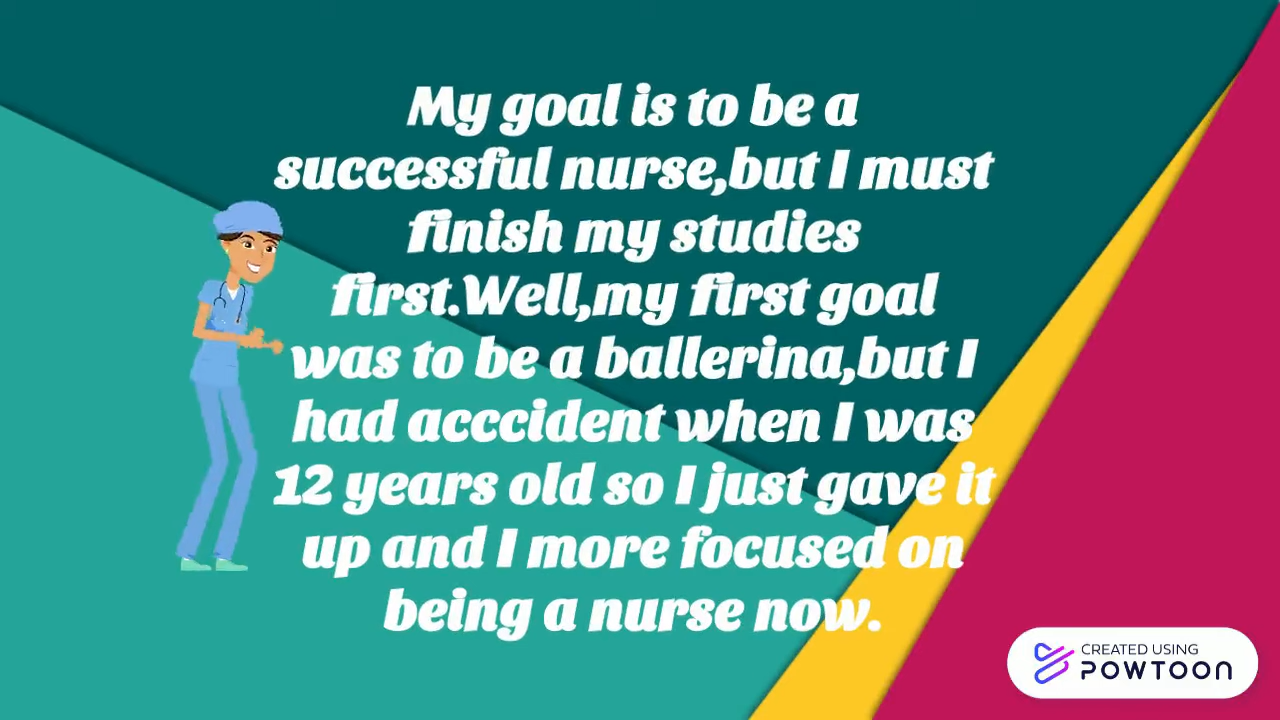 My goal is to be a
successful nurse,but I must
finish my studies
first.Well,my first goal
was to be a ballerina,but I
had acccident when I was
12 years old so I just gave it
up and I more focused on
being a nurse now.
CREATED USING
POWTOON